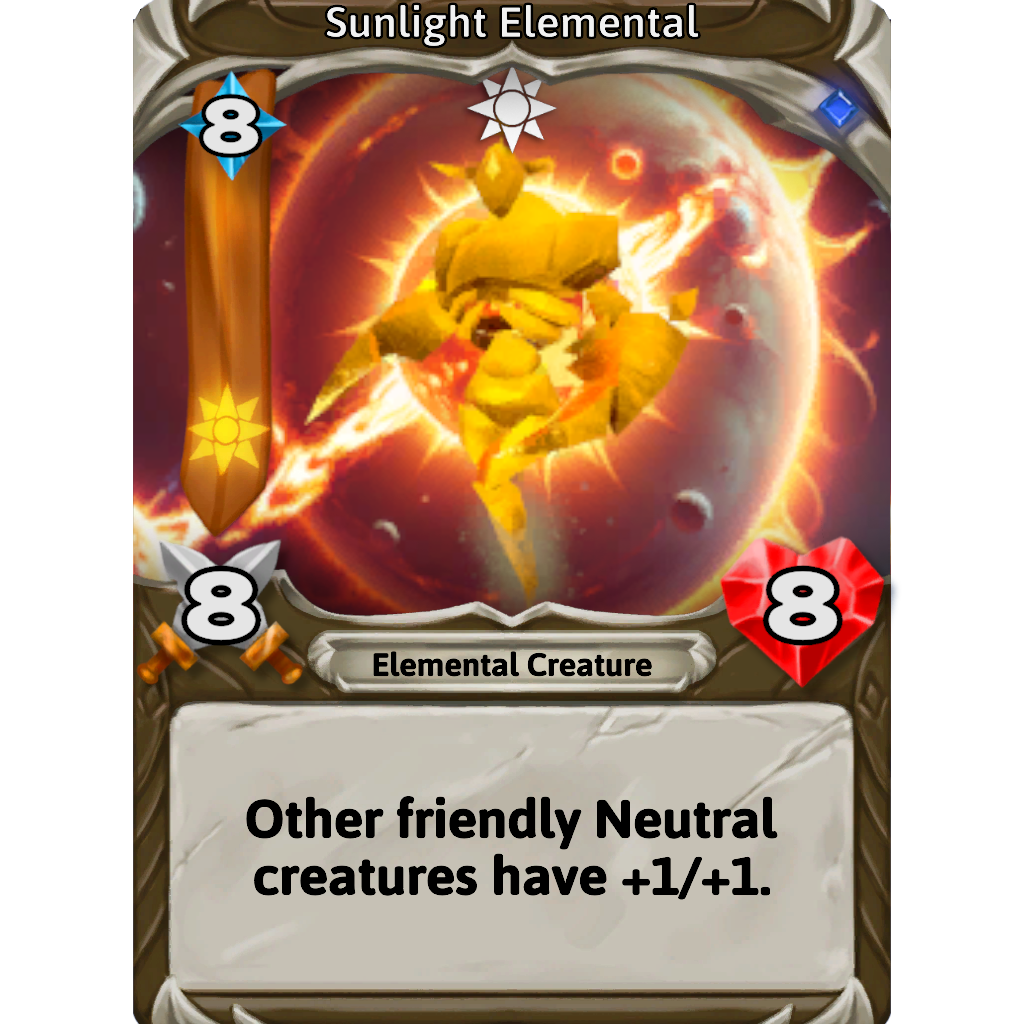 Sunlight Elemental
8
8
8
Elemental Creature
Other friendly Neutral
creatures have +1/+1.